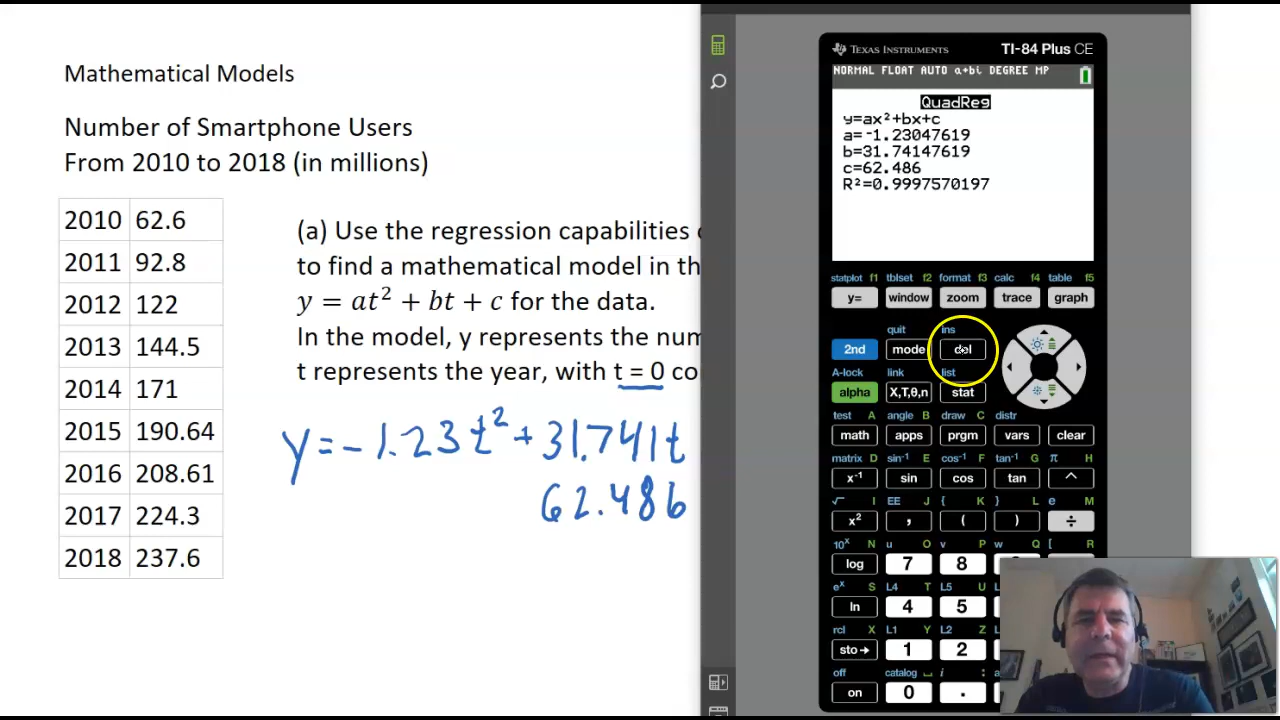 Mathematical Models
Number of Smartphone Users
From 2010 to 2018 (in millions)
2010 62.6
2011 92.8
2012 122
2013 144.5
2014 171
2015 190.64
2016 208.61
2017 224.3
2018 237.6
(a) Use the regression capabilities
to find a mathematical model in th
y = at² + bt + c for the data.
In the model, y represents the num
t represents the year, with t = 0 co
y = -1.23t² + 31.741t
62.486
TEXAS INSTRUMENTS TI-84 Plus CE
NORMAL FLOAT AUTO a+bi DEGREE MP
QuadReg
y=ax²+bx+c
a=-1.23047619
b=31.74147619
c=62.486
R²=0.9997570197
statplot f1 tblset f2 format f3 calc f4 table f5
y= window zoom trace graph
quit ins
2nd mode del
A-lock link list
alpha X,T,θ,n stat
test A angle B draw C distr
math apps prgm vars clear
matrix D sin⁻¹ E cos⁻¹ F tan⁻¹ G π H
x⁻¹ sin cos tan ^
√ I EE J { K } L e M
x² , ( ) ÷
10ˣ N u O v P w Q [ R
log 7 8
eˣ S L4 T L5 U
ln 4 5
rcl X L1 Y L2 Z
sto→ 1 2
off catalog i :
on 0 .